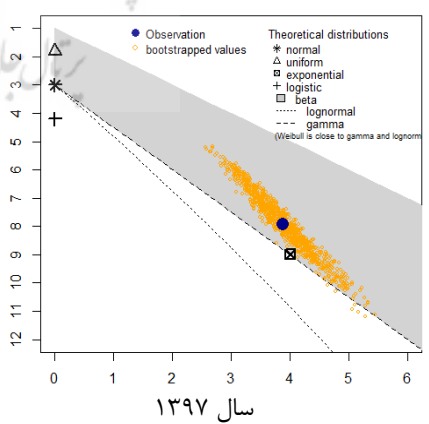 Observation
bootstrapped values
Theoretical distributions
normal
uniform
exponential
logistic
beta
lognormal
gamma
(Weibull is close to gamma and lognorm
1
2
3
4
5
6
7
8
9
10
11
12
0 1 2 3 4 5 6
سال ۱۳۹۷